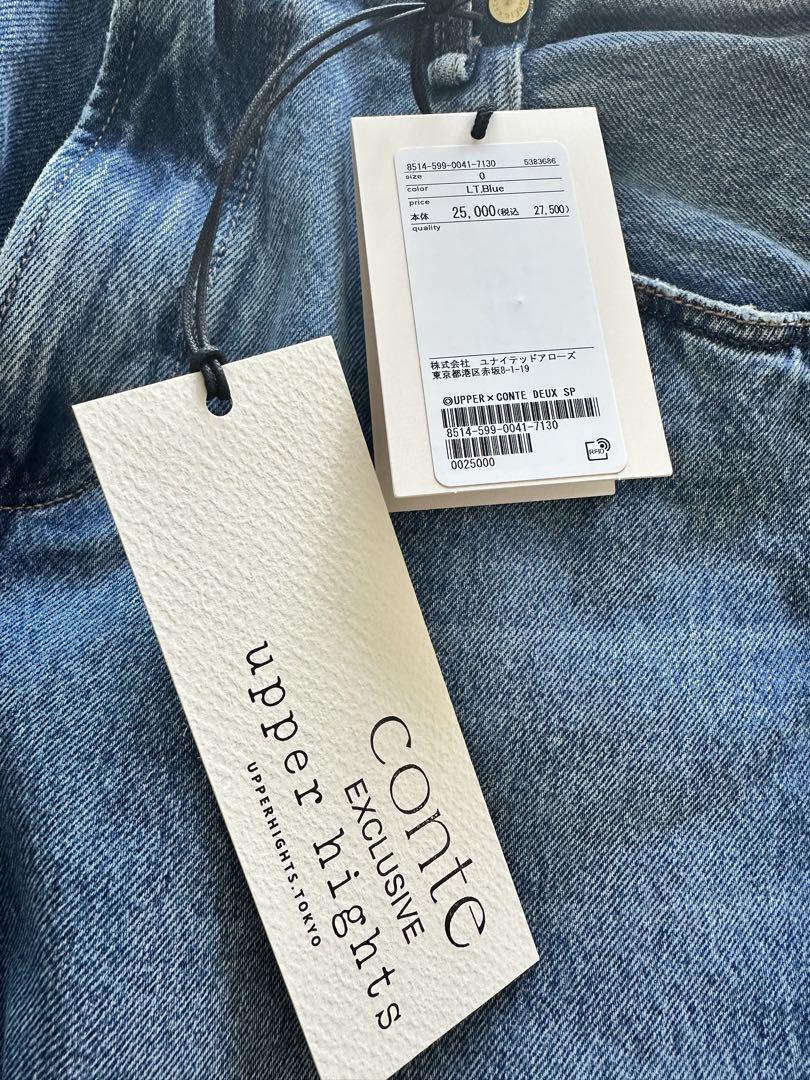 8514-599-0041-7130 5383686
size 0
color LT.Blue
price
本体 25,000(税込 27,500)
quality
株式会社 ユナイテッドアローズ
東京都港区赤坂8-1-19
◎UPPER×CONTE DEUX SP
8514-599-0041-7130
0025000
RFID
conte
EXCLUSIVE
upper hights
UPPERHIGHTS.TOKYO